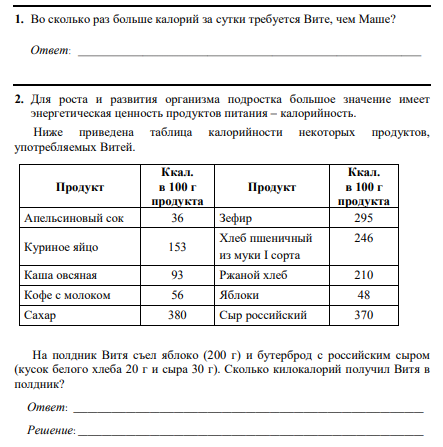 1. Во сколько раз больше калорий за сутки требуется Вите, чем Маше?
Ответ:
2. Для роста и развития организма подростка большое значение имеет
энергетическая ценность продуктов питания – калорийность.
Ниже приведена таблица калорийности некоторых продуктов,
употребляемых Витей.
Продукт Ккал. в 100 г продукта Продукт Ккал. в 100 г продукта
Апельсиновый сок 36 Зефир 295
Куриное яйцо 153 Хлеб пшеничный из муки I сорта 246
Каша овсяная 93 Ржаной хлеб 210
Кофе с молоком 56 Яблоки 48
Сахар 380 Сыр российский 370
На полдник Витя съел яблоко (200 г) и бутерброд с российским сыром
(кусок белого хлеба 20 г и сыра 30 г). Сколько килокалорий получил Витя в
полдник?
Ответ:
Решение: